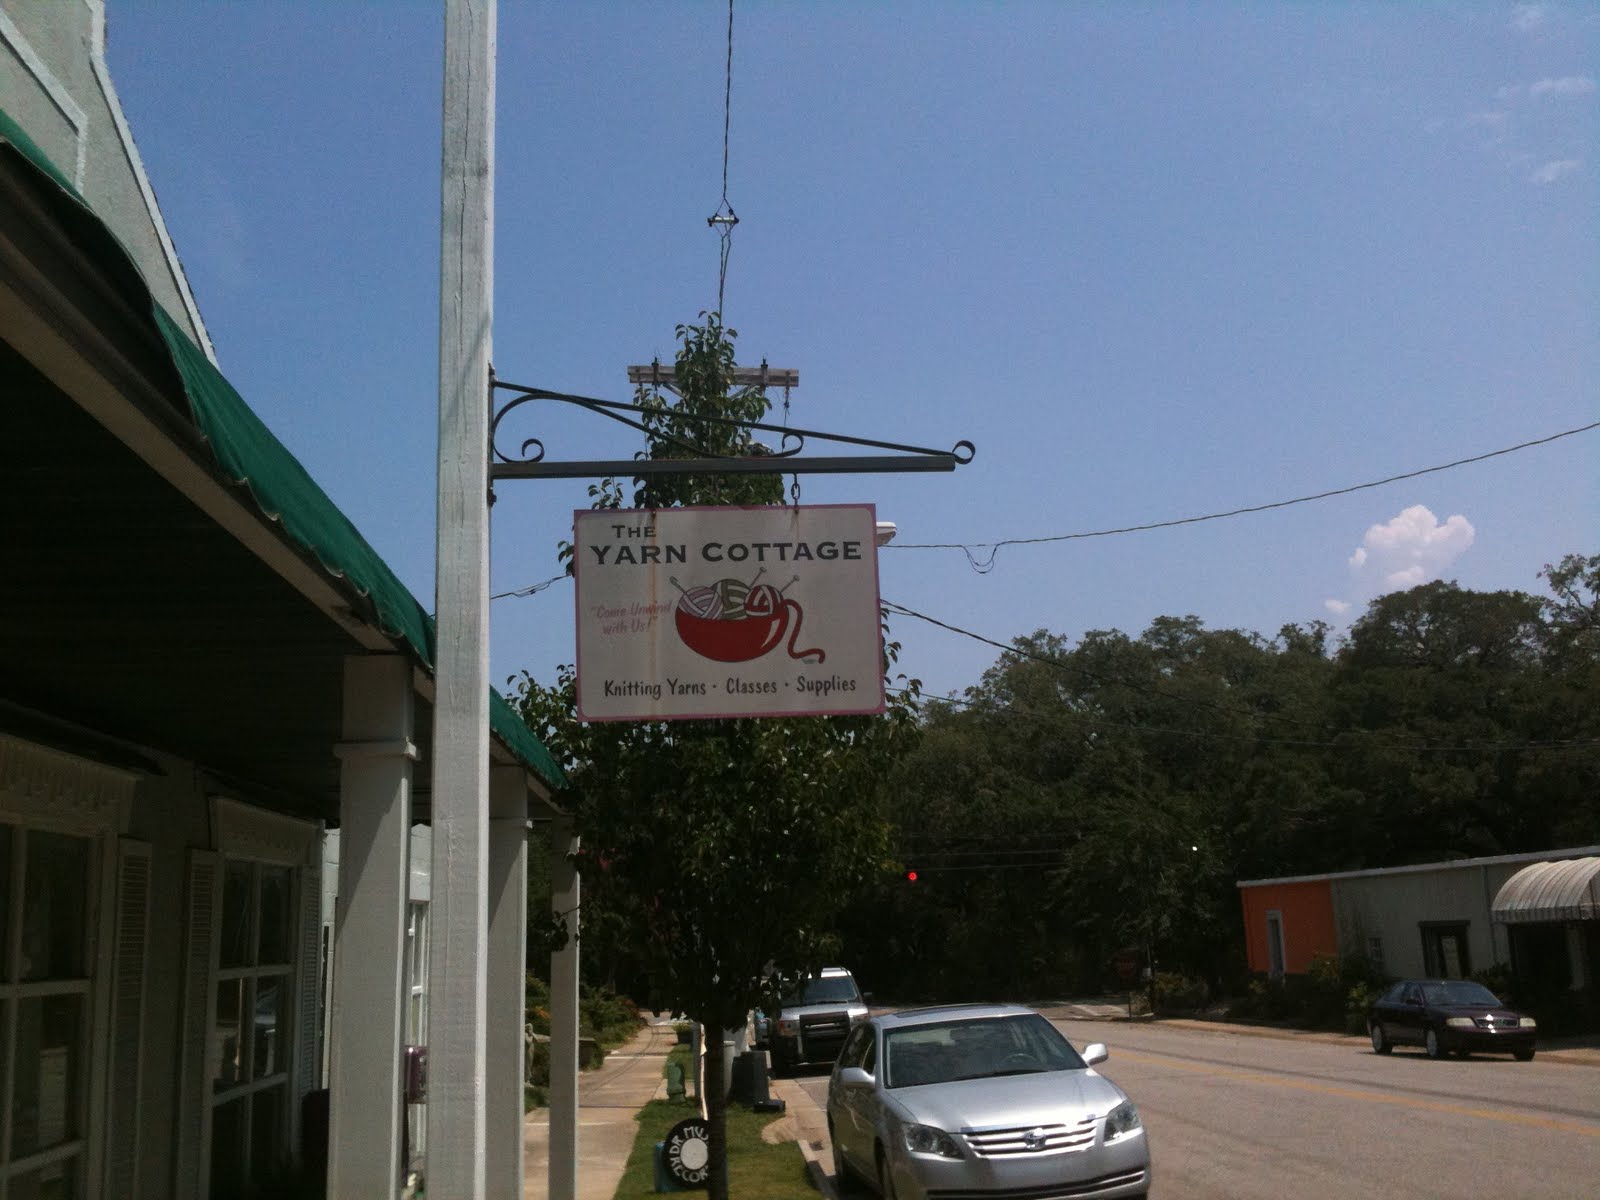 THE
YARN COTTAGE
"Come Unwind
with Us!"
Knitting Yarns · Classes · Supplies